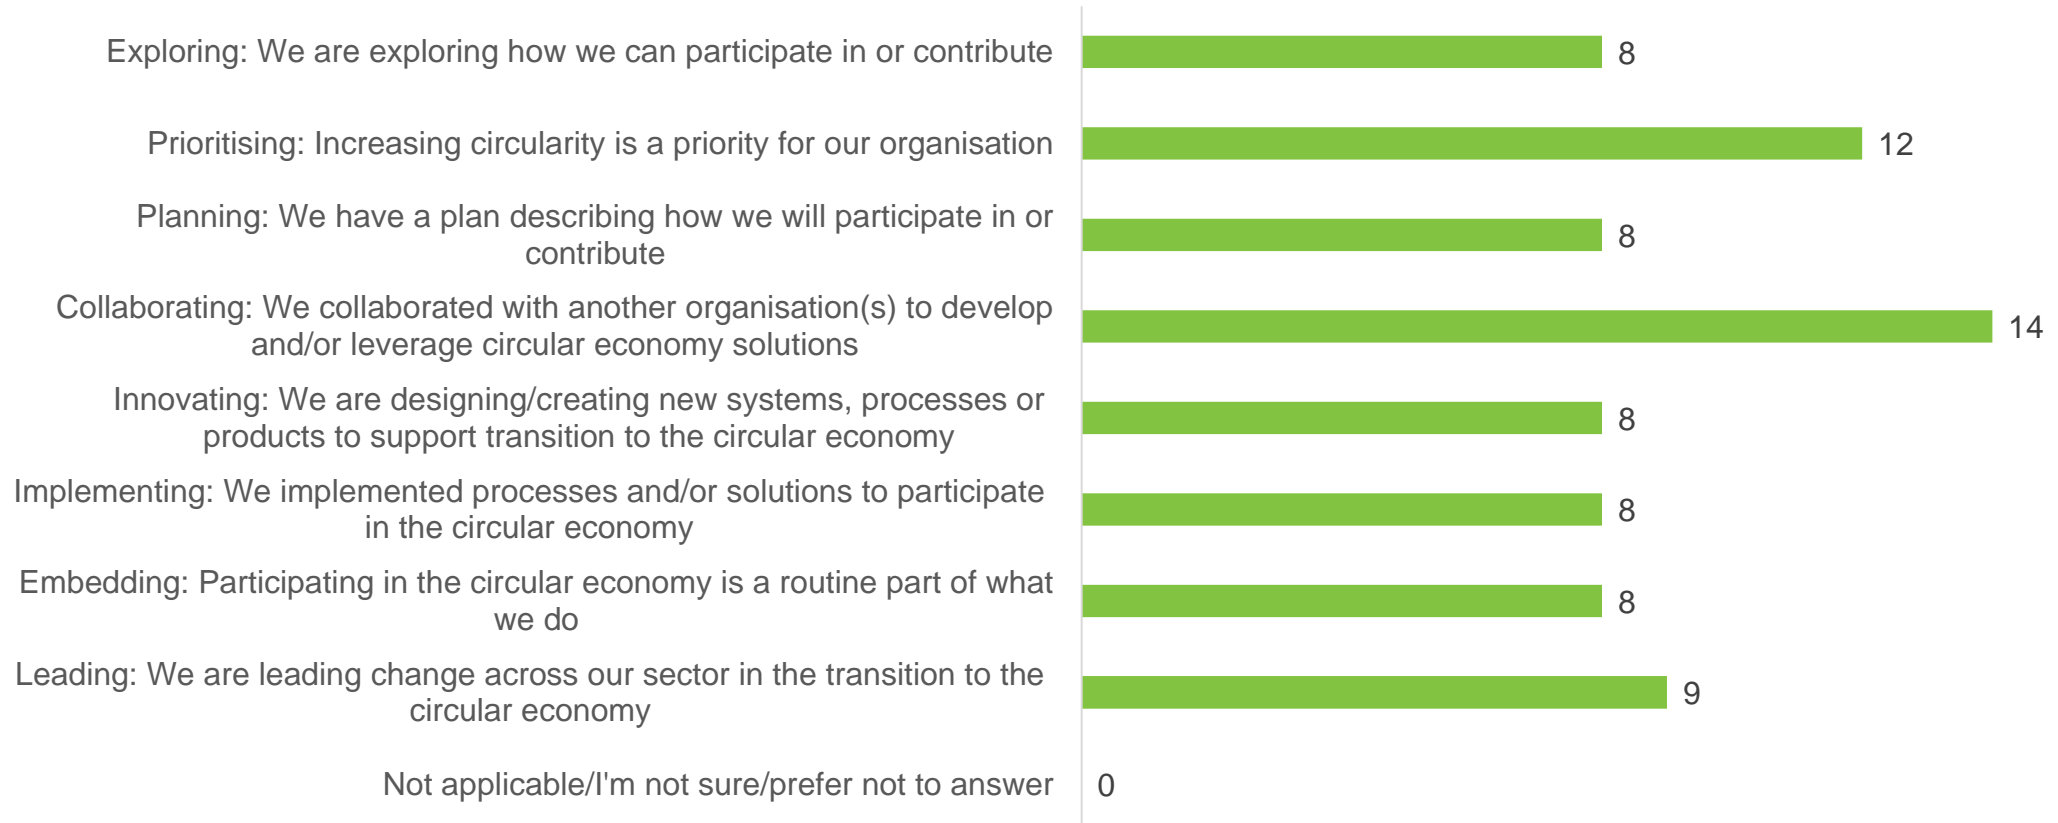 Exploring: We are exploring how we can participate in or contribute
8
Prioritising: Increasing circularity is a priority for our organisation
12
Planning: We have a plan describing how we will participate in or
contribute
8
Collaborating: We collaborated with another organisation(s) to develop
and/or leverage circular economy solutions
14
Innovating: We are designing/creating new systems, processes or
products to support transition to the circular economy
8
Implementing: We implemented processes and/or solutions to participate
in the circular economy
8
Embedding: Participating in the circular economy is a routine part of what
we do
8
Leading: We are leading change across our sector in the transition to the
circular economy
9
Not applicable/I'm not sure/prefer not to answer
0